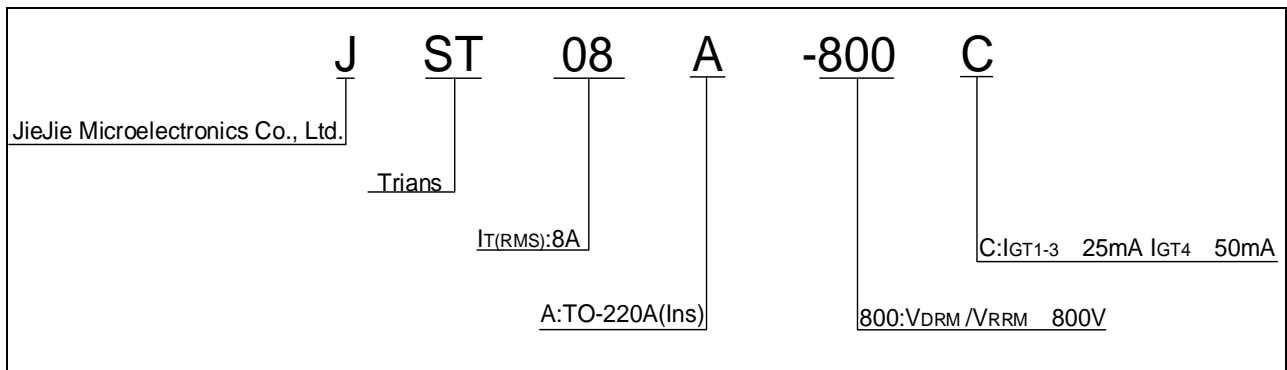 J ST 08 A -800 C
JieJie Microelectronics Co., Ltd.
Trians
IT(RMS):8A
C:IGT1-3 25mA IGT4 50mA
A:TO-220A(Ins)
800:VDRM /VRRM 800V